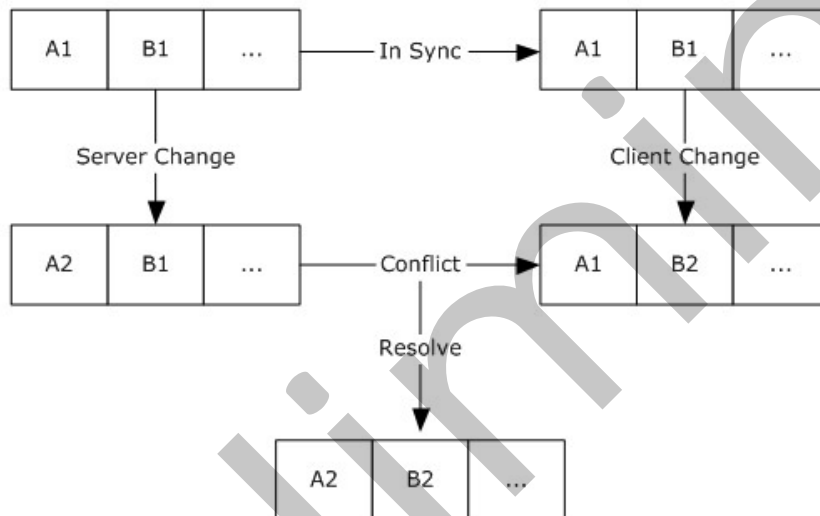 A1 B1 ... In Sync A1 B1 ...
Server Change Client Change
A2 B1 ... Conflict A1 B2 ...
Resolve
A2 B2 ...